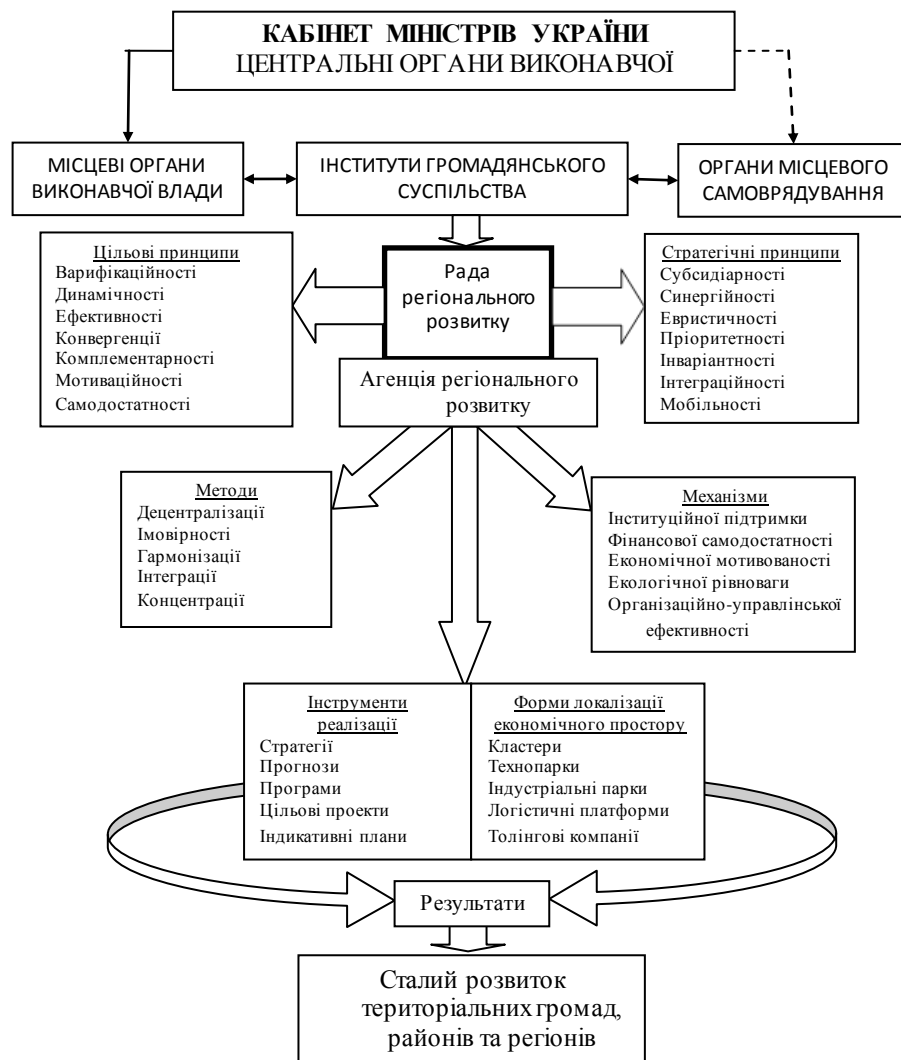 КАБІНЕТ МІНІСТРІВ УКРАЇНИ
ЦЕНТРАЛЬНІ ОРГАНИ ВИКОНАВЧОЇ
МІСЦЕВІ ОРГАНИ
ВИКОНАВЧОЇ ВЛАДИ
ІНСТИТУТИ ГРОМАДЯНСЬКОГО
СУСПІЛЬСТВА
ОРГАНИ МІСЦЕВОГО
САМОВРЯДУВАННЯ
Цільові принципи
Варифікаційності
Динамічності
Ефективності
Конвергенції
Комплементарності
Мотиваційності
Самодостатності
Рада
регіонального
розвитку
Стратегічні принципи
Субсидіарності
Синергійності
Евристичності
Пріоритетності
Інваріантності
Інтеграційності
Мобільності
Агенція регіонального
розвитку
Методи
Децентралізації
Імовірності
Гармонізації
Інтеграції
Концентрації
Механізми
Інституційної підтримки
Фінансової самодостатності
Економічної мотивованості
Екологічної рівноваги
Організаційно-управлінської
ефективності
Інструменти
реалізації
Стратегії
Прогнози
Програми
Цільові проекти
Індикативні плани
Форми локалізації
економічного простору
Кластери
Технопарки
Індустріальні парки
Логістичні платформи
Толінгові компанії
Результати
Сталий розвиток
територіальних громад,
районів та регіонів